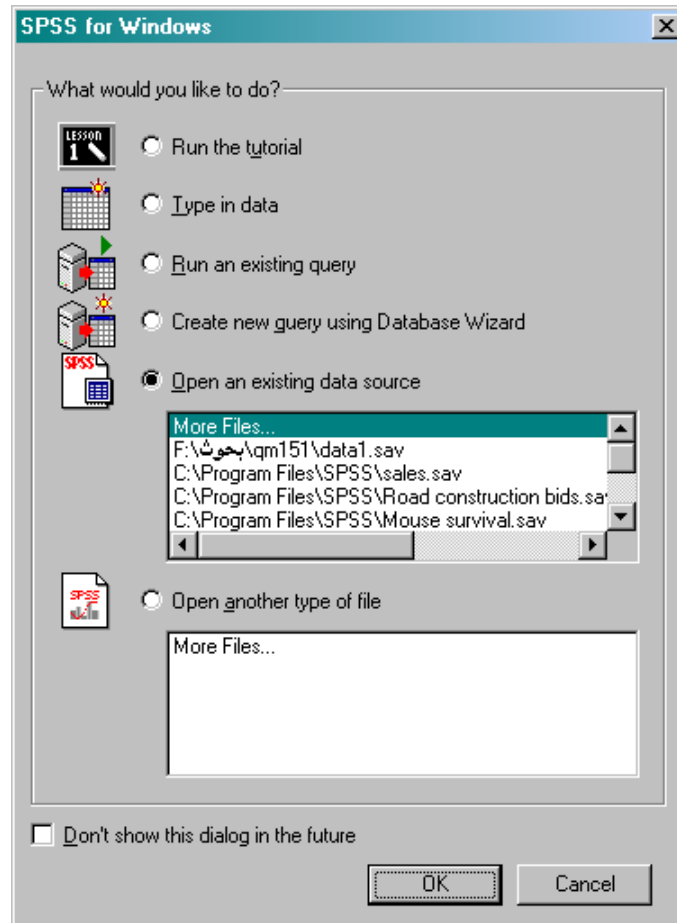 SPSS for Windows
What would you like to do?
LESSON
1
Run the tutorial
Type in data
Run an existing query
Create new query using Database Wizard
SPSS
Open an existing data source
More Files...
F:\بحوث\qm151\data1.sav
C:\Program Files\SPSS\sales.sav
C:\Program Files\SPSS\Road construction bids.sa
C:\Program Files\SPSS\Mouse survival.sav
SPSS
Open another type of file
More Files...
Don't show this dialog in the future
OK
Cancel